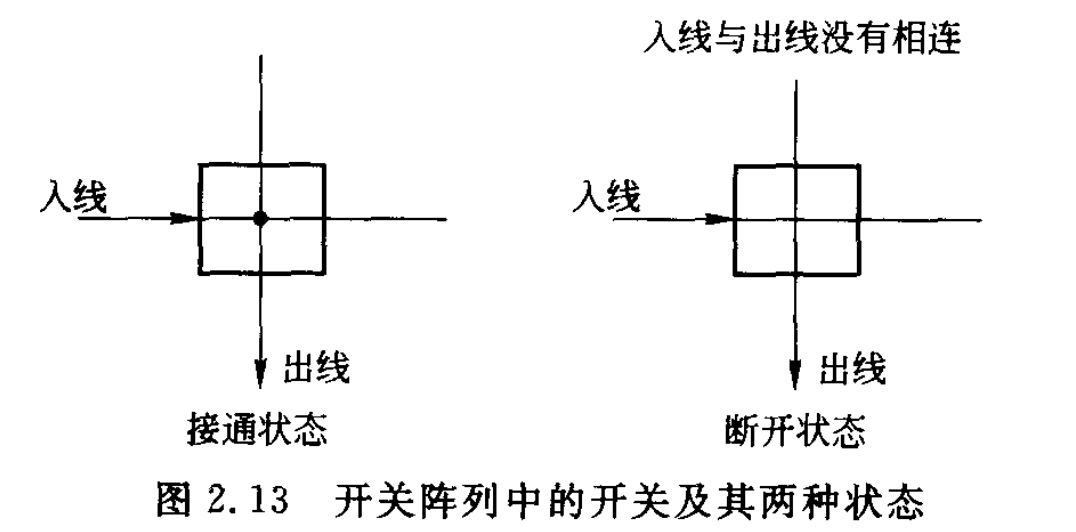 入线与出线没有相连
入线
入线
出线
出线
接通状态
断开状态
图 2.13 开关阵列中的开关及其两种状态